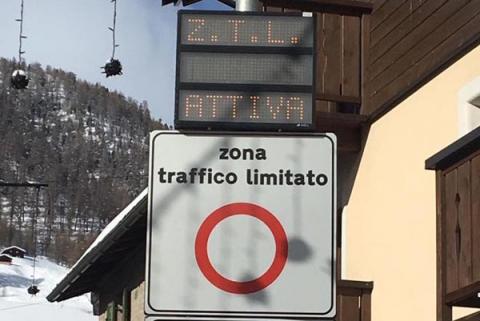 Z.T.L.
ATTIVA
zona
traffico limitato